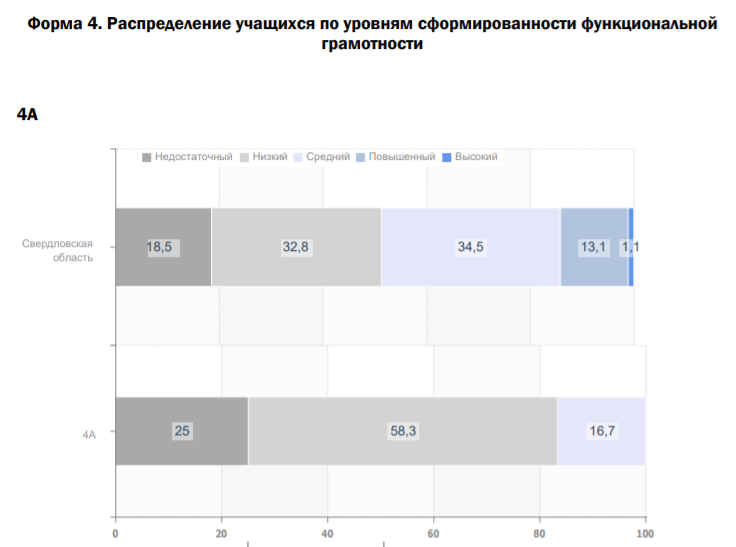 Форма 4. Распределение учащихся по уровням сформированности функциональной
грамотности
4А
Недостаточный Низкий Средний Повышенный Высокий
Свердловская
область
18,5 32,8 34,5 13,1 1,1
4А
25 58,3 16,7
0 20 40 60 80 100